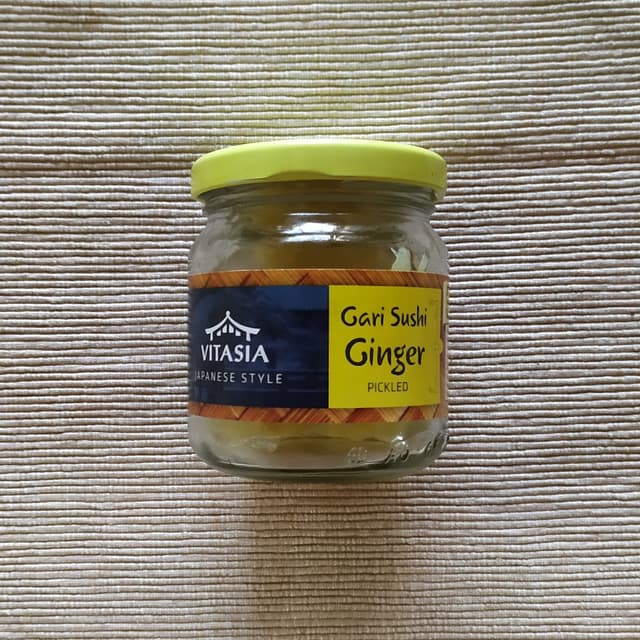 VITASIA
JAPANESE STYLE
Gari Sushi
Ginger
PICKLED